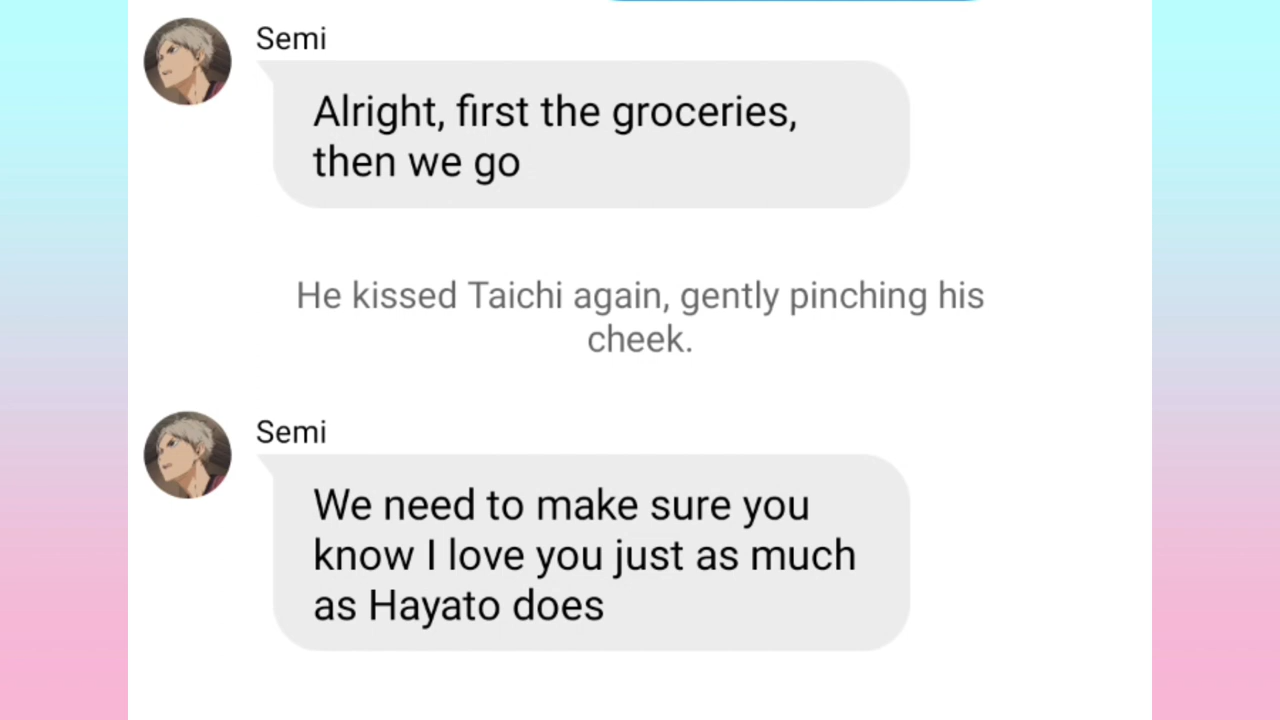 Semi
Alright, first the groceries,
then we go
He kissed Taichi again, gently pinching his
cheek.
Semi
We need to make sure you
know I love you just as much
as Hayato does